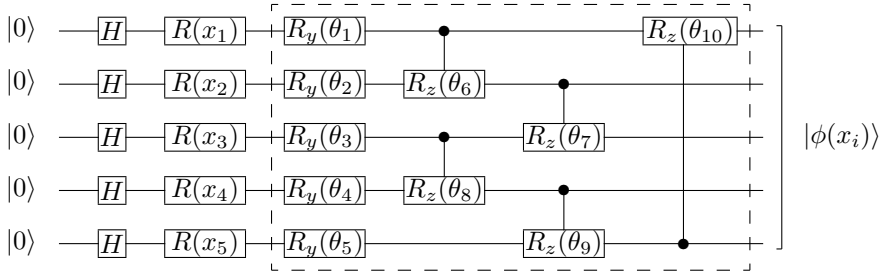 |0⟩ H R(x₁) R_y(θ₁) R_z(θ₁₀)
|0⟩ H R(x₂) R_y(θ₂) R_z(θ₆)
|0⟩ H R(x₃) R_y(θ₃) R_z(θ₇) |ϕ(x_i)⟩
|0⟩ H R(x₄) R_y(θ₄) R_z(θ₈)
|0⟩ H R(x₅) R_y(θ₅) R_z(θ₉)